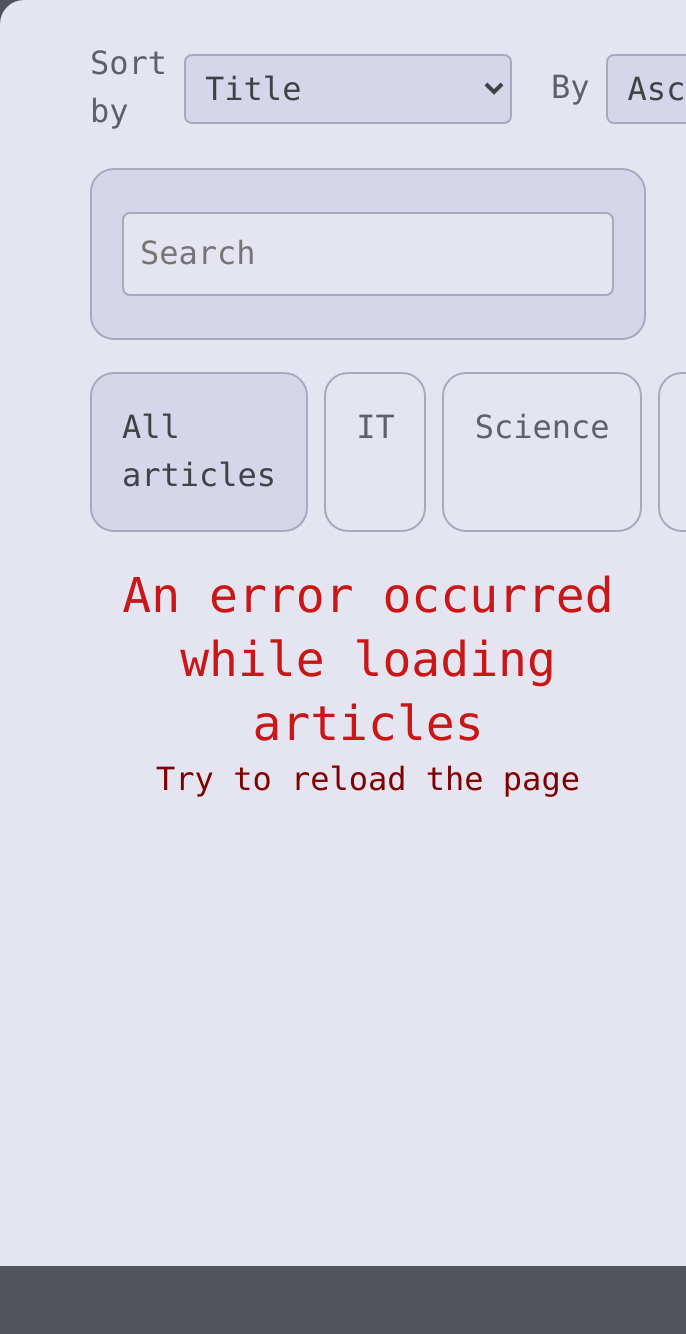 Sort
by
Title
By
Asc
Search
All
articles
IT
Science
An error occurred
while loading
articles
Try to reload the page